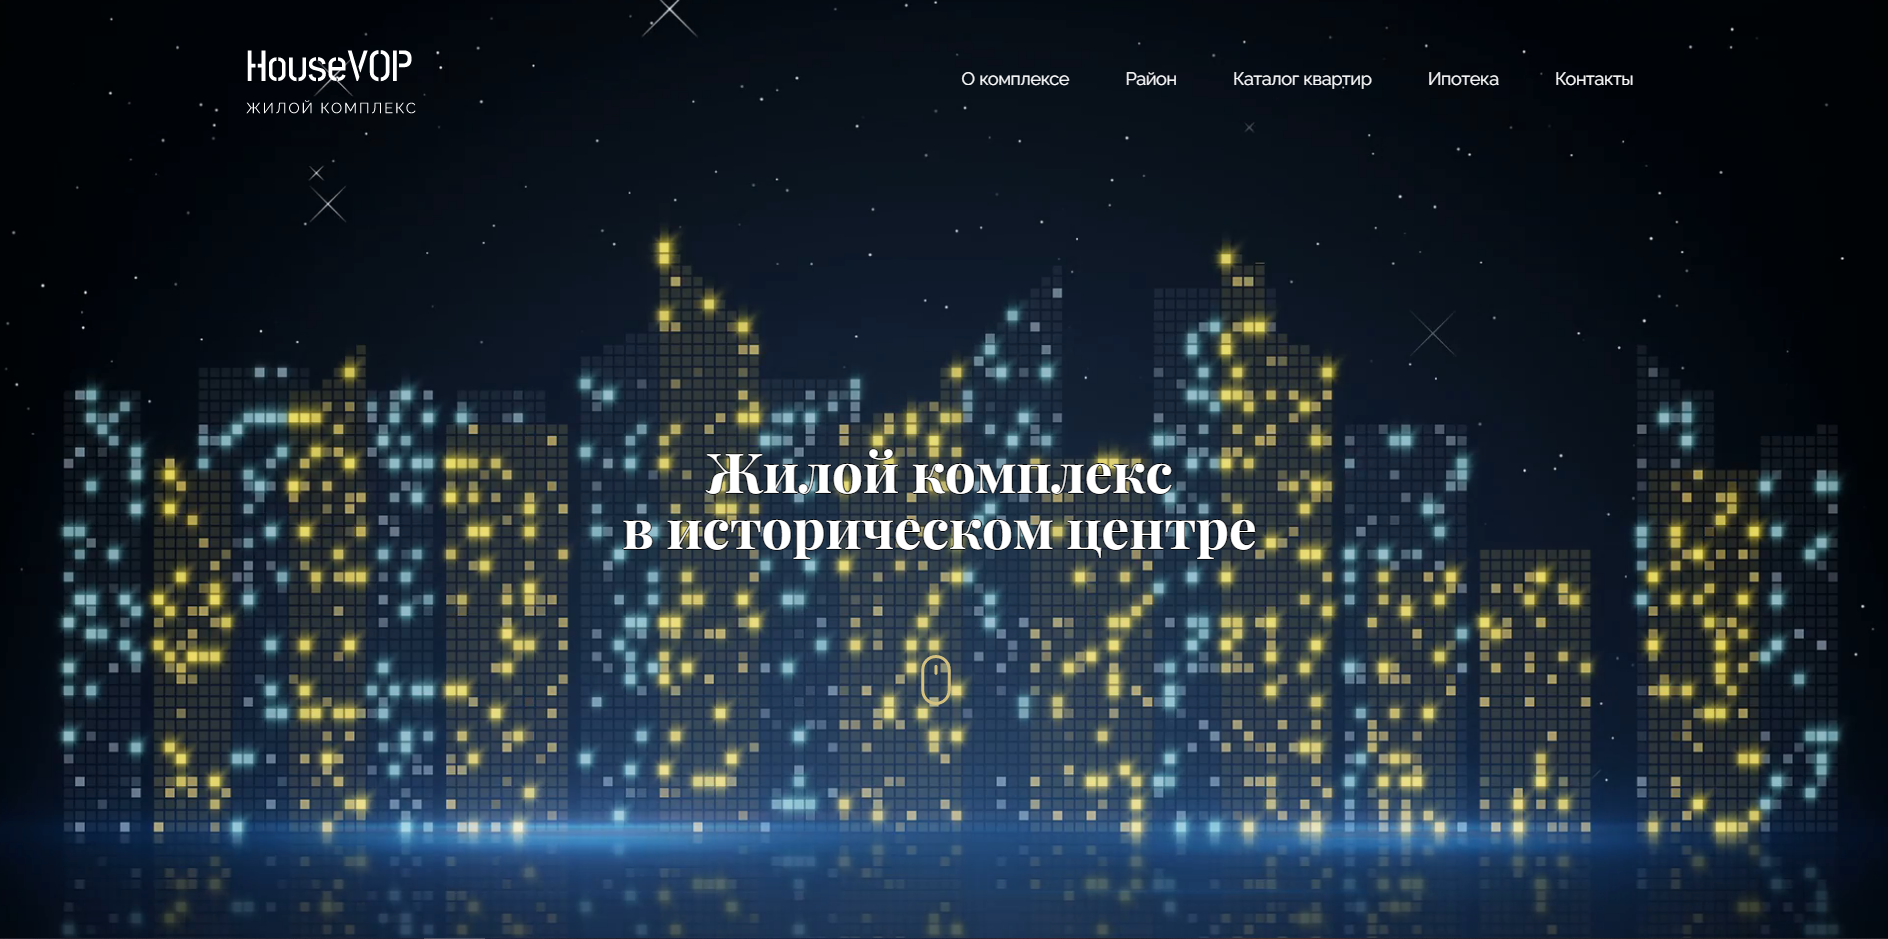 HouseVOP
ЖИЛОЙ КОМПЛЕКС
О комплексе Район Каталог квартир Ипотека Контакты
Жилой комплекс
в историческом центре